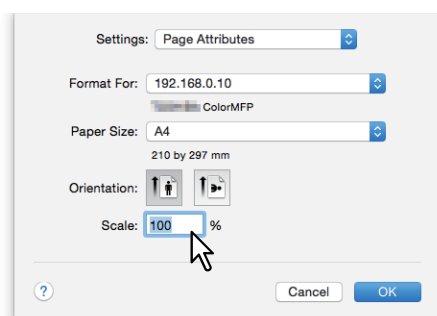 Settings: Page Attributes
Format For: 192.168.0.10
ColorMFP
Paper Size: A4
210 by 297 mm
Orientation:
Scale: 100 %
? Cancel OK